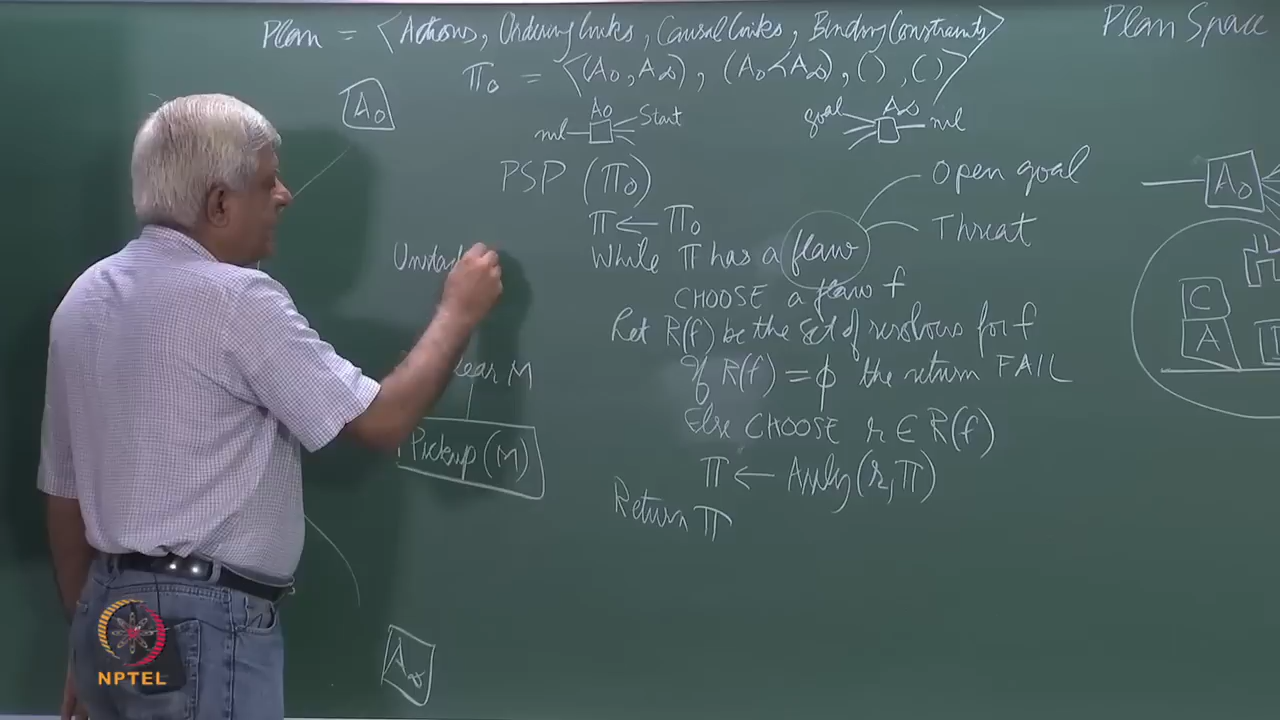 Plan = ⟨Actions, Ordering links, Causal links, Binding Constraints⟩
Plan Space
π₀ = ⟨(A₀, A∞), (A₀<A∞), ( ), ( )⟩
A₀
nil A₀ Start
goal A∞ nil
PSP (π₀)
Open goal
π ← π₀
Threat
While π has a flaw
CHOOSE a flaw f
Let R(f) be the set of resolvers for f
If R(f) = ϕ the return FAIL
Else CHOOSE r ∈ R(f)
π ← Apply(r, π)
Return π
M
Pickup (M)
A∞
A₀
C
A
NPTEL